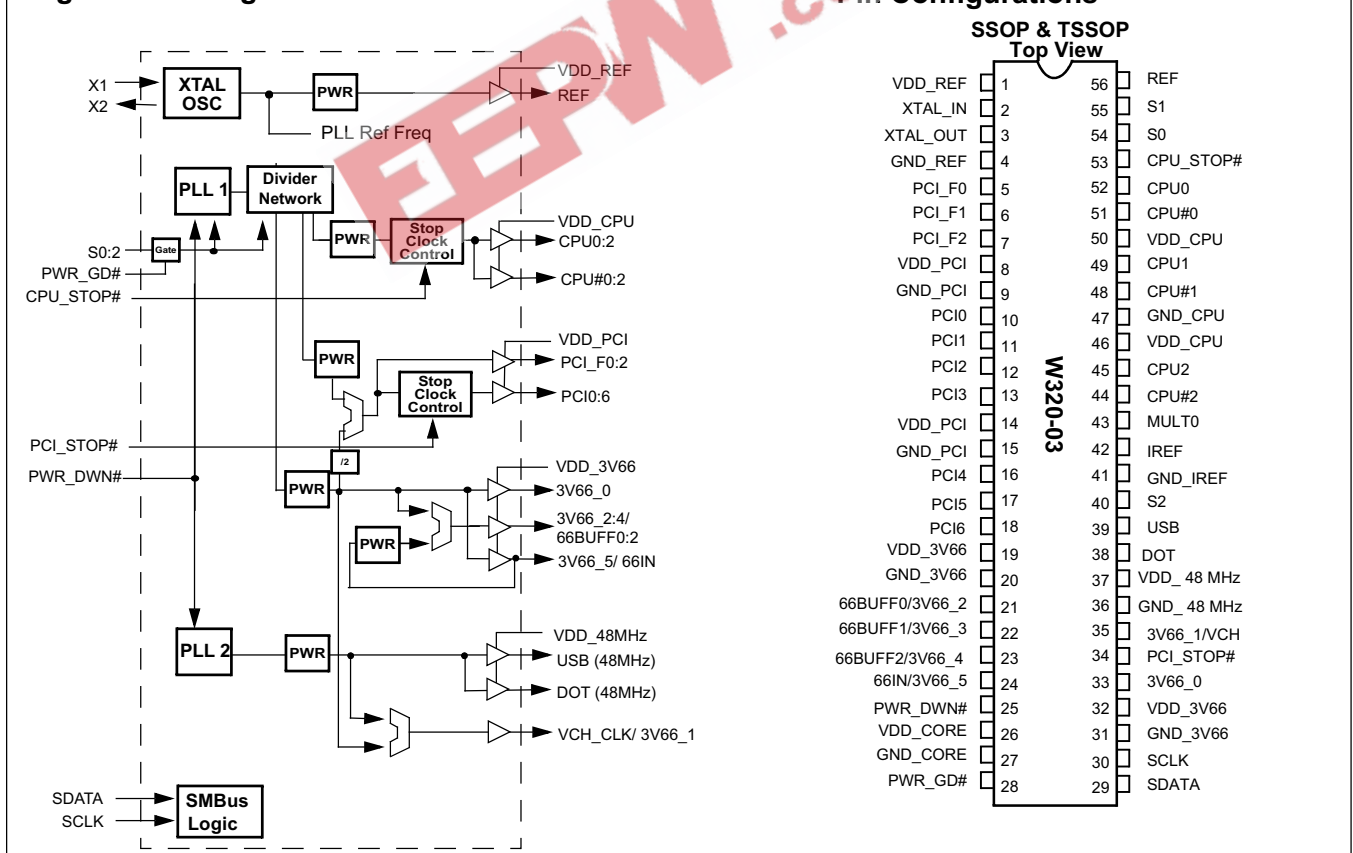 Pin Configurations
EEPW.co
SSOP & TSSOP
Top View
X1
X2
XTAL
OSC
PWR
VDD_REF
REF
PLL Ref Freq
PLL 1
Divider
Network
PWR
Stop
Clock
Control
VDD_CPU
CPU0:2
CPU#0:2
S0:2
Gate
PWR_GD#
CPU_STOP#
PWR
VDD_PCI
PCI_F0:2
Stop
Clock
Control
PCI0:6
PCI_STOP#
/2
PWR_DWN#
PWR
VDD_3V66
3V66_0
3V66_2:4/
66BUFF0:2
PWR
3V66_5/ 66IN
PLL 2
PWR
VDD_48MHz
USB (48MHz)
DOT (48MHz)
VCH_CLK/ 3V66_1
SDATA
SCLK
SMBus
Logic
VDD_REF 1 56 REF
XTAL_IN 2 55 S1
XTAL_OUT 3 54 S0
GND_REF 4 53 CPU_STOP#
PCI_F0 5 52 CPU0
PCI_F1 6 51 CPU#0
PCI_F2 7 50 VDD_CPU
VDD_PCI 8 49 CPU1
GND_PCI 9 48 CPU#1
PCI0 10 47 GND_CPU
PCI1 11 46 VDD_CPU
PCI2 12 45 CPU2
PCI3 13 44 CPU#2
VDD_PCI 14 43 MULT0
GND_PCI 15 42 IREF
PCI4 16 41 GND_IREF
PCI5 17 40 S2
PCI6 18 39 USB
VDD_3V66 19 38 DOT
GND_3V66 20 37 VDD_ 48 MHz
66BUFF0/3V66_2 21 36 GND_ 48 MHz
66BUFF1/3V66_3 22 35 3V66_1/VCH
66BUFF2/3V66_4 23 34 PCI_STOP#
66IN/3V66_5 24 33 3V66_0
PWR_DWN# 25 32 VDD_3V66
VDD_CORE 26 31 GND_3V66
GND_CORE 27 30 SCLK
PWR_GD# 28 29 SDATA
W320-03